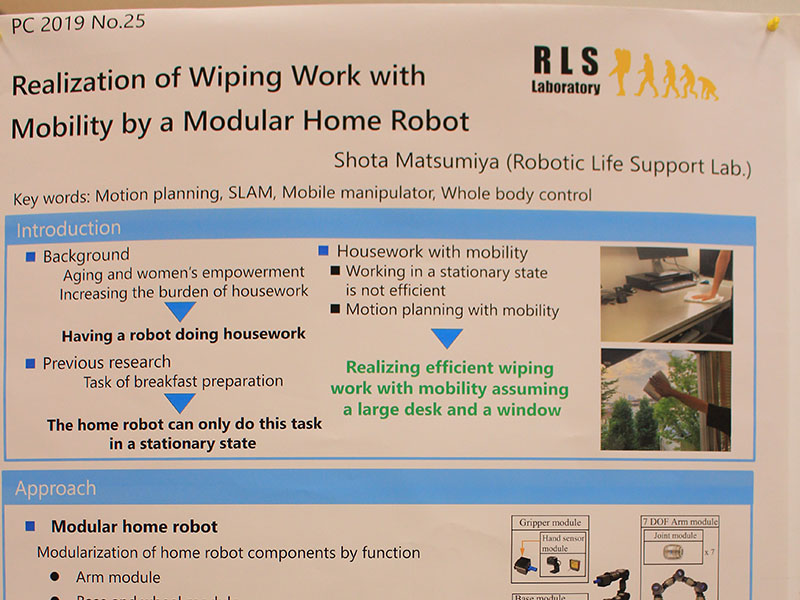 PC 2019 No.25
Realization of Wiping Work with
Mobility by a Modular Home Robot
RLS
Laboratory
Shota Matsumiya (Robotic Life Support Lab.)
Key words: Motion planning, SLAM, Mobile manipulator, Whole body control
Introduction
Background
Aging and women's empowerment
Increasing the burden of housework
Having a robot doing housework
Previous research
Task of breakfast preparation
The home robot can only do this task
in a stationary state
Housework with mobility
Working in a stationary state
is not efficient
Motion planning with mobility
Realizing efficient wiping
work with mobility assuming
a large desk and a window
Approach
Modular home robot
Modularization of home robot components by function
Arm module
Gripper module
Hand sensor
module
7 DOF Arm module
Joint module
x 7
Base module